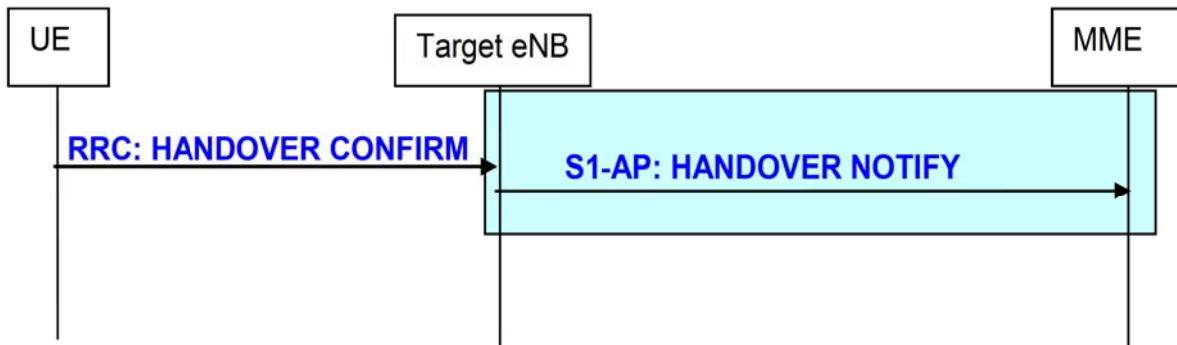 UE
Target eNB
MME
RRC: HANDOVER CONFIRM
S1-AP: HANDOVER NOTIFY